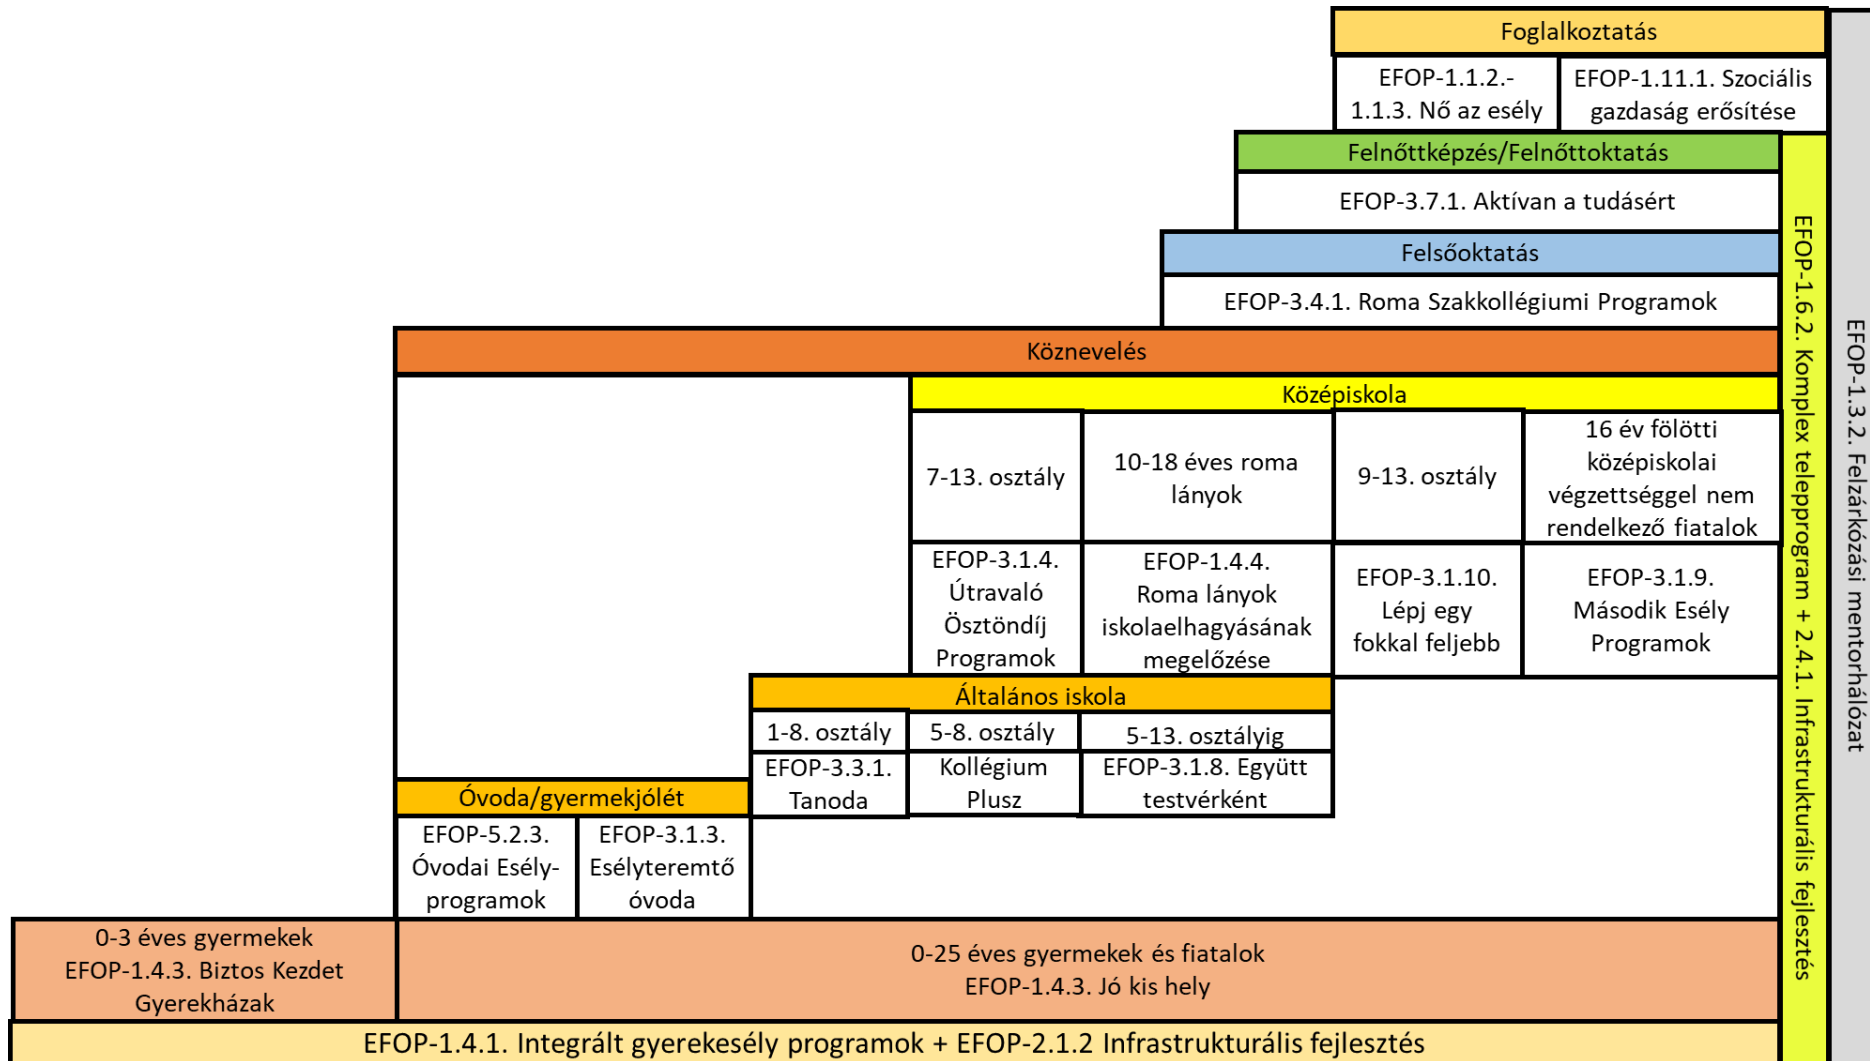 Foglalkoztatás
EFOP-1.1.2.-
1.1.3. Nő az esély
EFOP-1.11.1. Szociális
gazdaság erősítése
Felnőttképzés/Felnőttoktatás
EFOP-3.7.1. Aktívan a tudásért
Felsőoktatás
EFOP-3.4.1. Roma Szakkollégiumi Programok
Köznevelés
Középiskola
7-13. osztály
10-18 éves roma
lányok
9-13. osztály
16 év fölötti
középiskolai
végzettséggel nem
rendelkező fiatalok
EFOP-3.1.4.
Útravaló
Ösztöndíj
Programok
EFOP-1.4.4.
Roma lányok
iskolaelhagyásának
megelőzése
EFOP-3.1.10.
Lépj egy
fokkal feljebb
EFOP-3.1.9.
Második Esély
Programok
Általános iskola
1-8. osztály
5-8. osztály
5-13. osztályig
EFOP-3.3.1.
Tanoda
Kollégium
Plusz
EFOP-3.1.8. Együtt
testvérként
Óvoda/gyermekjólét
EFOP-5.2.3.
Óvodai Esély-
programok
EFOP-3.1.3.
Esélyteremtő
óvoda
0-3 éves gyermekek
EFOP-1.4.3. Biztos Kezdet
Gyerekházak
0-25 éves gyermekek és fiatalok
EFOP-1.4.3. Jó kis hely
EFOP-1.4.1. Integrált gyerekesély programok + EFOP-2.1.2 Infrastrukturális fejlesztés
EFOP-1.6.2. Komplex telepprogram + 2.4.1. Infrastrukturális fejlesztés
EFOP-1.3.2. Felzárkózási mentorhálózat